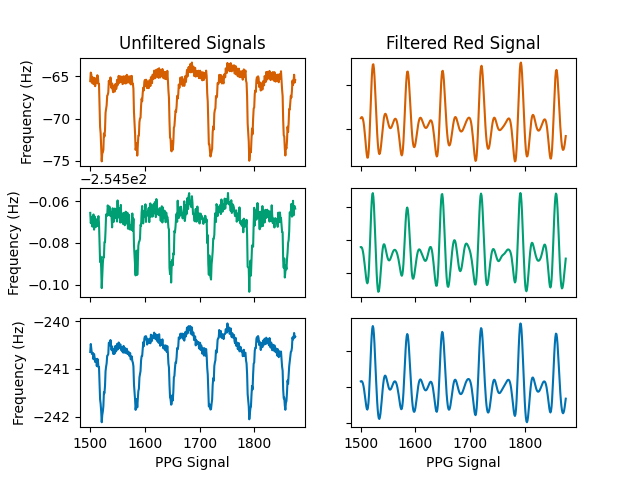 Unfiltered Signals
Filtered Red Signal
Frequency (Hz)
−65
−70
−75
−2.545e2
Frequency (Hz)
−0.06
−0.08
−0.10
Frequency (Hz)
−240
−241
−242
1500 1600 1700 1800
1500 1600 1700 1800
PPG Signal
PPG Signal